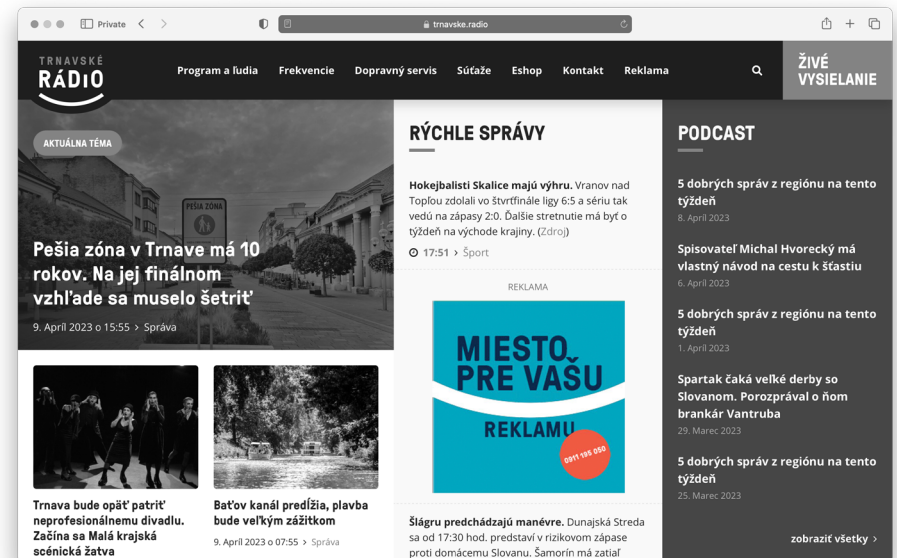 Private
trnavske.radio
TRNAVSKÉ
RÁDIO
Program a ľudia
Frekvencie
Dopravný servis
Súťaže
Eshop
Kontakt
Reklama
ŽIVÉ
VYSIELANIE
AKTUÁLNA TÉMA
PEŠIA ZÓNA
Pešia zóna v Trnave má 10
rokov. Na jej finálnom
vzhľade sa muselo šetriť
9. Apríl 2023 o 15:55 > Správa
Trnava bude opäť patriť
neprofesionálnemu divadlu.
Začína sa Malá krajská
scénická žatva
Baťov kanál predĺžia, plavba
bude veľkým zážitkom
9. Apríl 2023 o 07:55 > Správa
RÝCHLE SPRÁVY
Hokejbalisti Skalice majú výhru. Vranov nad
Topľou zdolali vo štvrťfinále ligy 6:5 a sériu tak
vedú na zápasy 2:0. Ďalšie stretnutie má byť o
týždeň na východe krajiny. (Zdroj)
17:51 > Šport
REKLAMA
MIESTO
PRE VAŠU
REKLAMU
0911 195 050
Šlágru predchádzajú manévre. Dunajská Streda
sa od 17:30 hod. predstaví v rizikovom zápase
proti domácemu Slovanu. Šamorín má zatiaľ
PODCAST
5 dobrých správ z regiónu na tento
týždeň
8. Apríl 2023
Spisovateľ Michal Hvorecký má
vlastný návod na cestu k šťastiu
6. Apríl 2023
5 dobrých správ z regiónu na tento
týždeň
1. Apríl 2023
Spartak čaká veľké derby so
Slovanom. Porozprával o ňom
brankár Vantruba
29. Marec 2023
5 dobrých správ z regiónu na tento
týždeň
25. Marec 2023
zobraziť všetky >